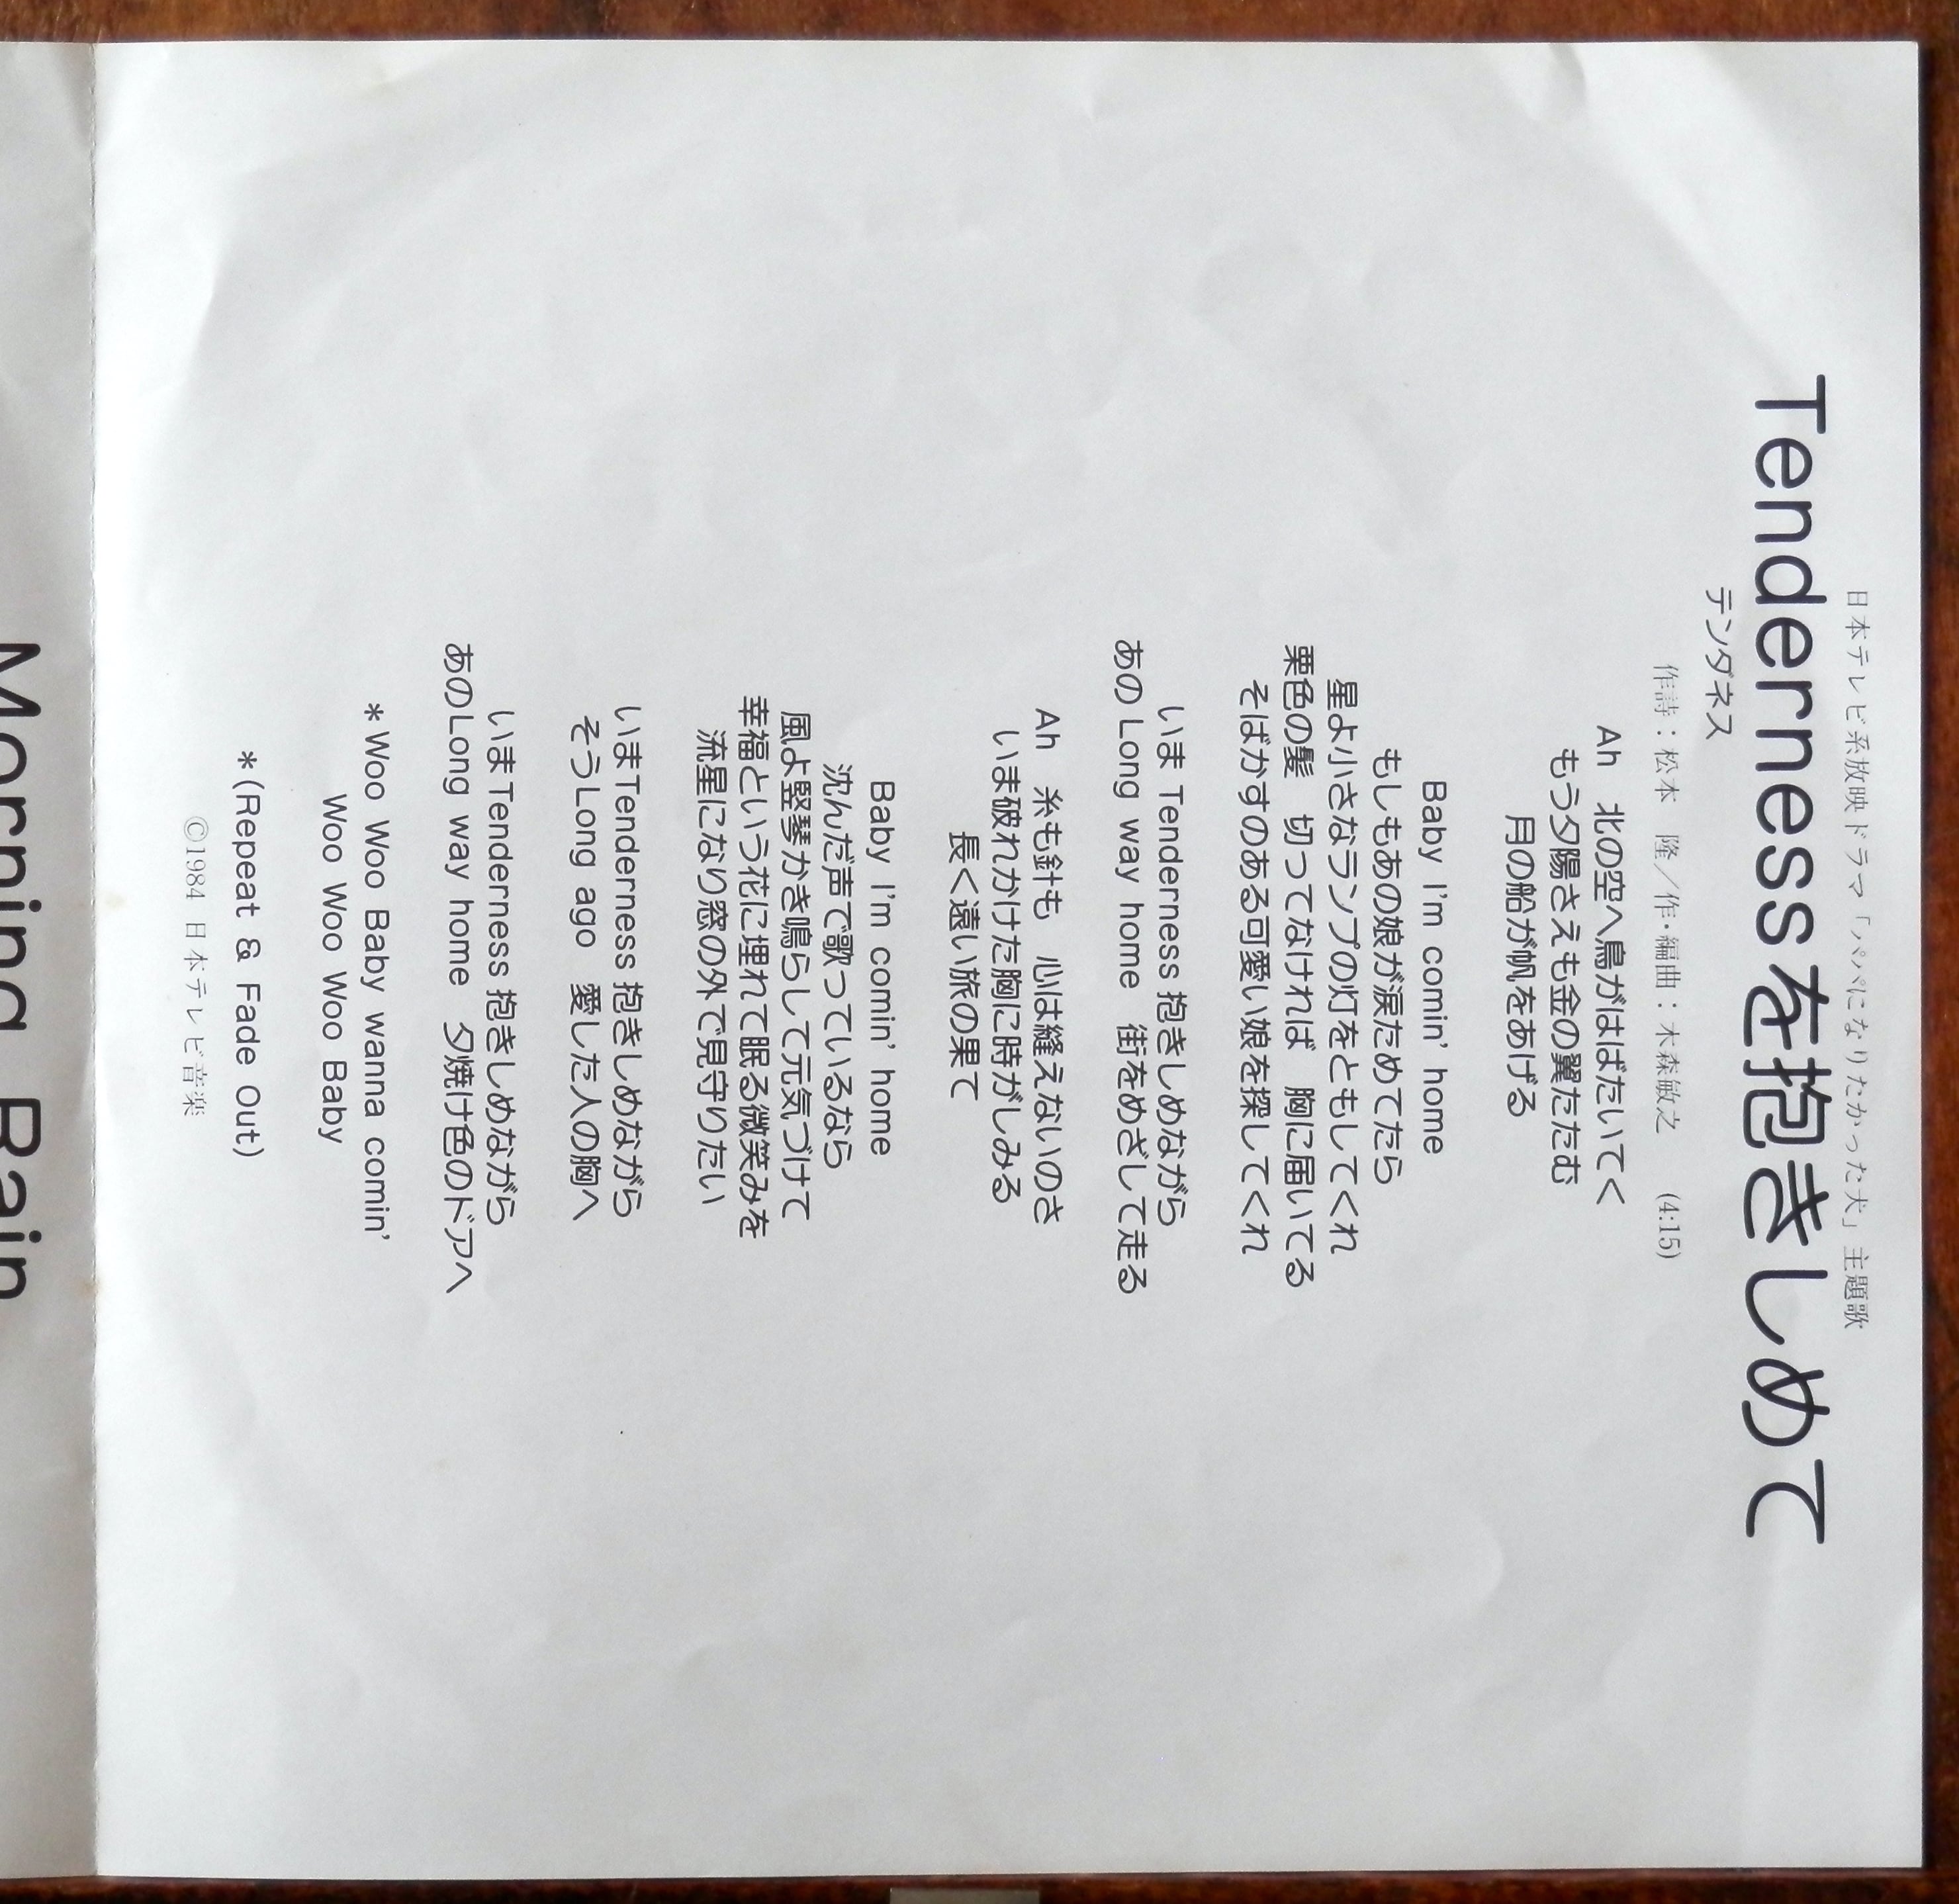 日本テレビ系放映ドラマ「パパになりたかった犬」主題歌
Tendernessを抱きしめて
テンダネス
作詩：松本　隆／作・編曲：木森敏之　(4:15)
Ah　北の空へ鳥がはばたいてく
もう夕陽さえも金の翼たたむ
月の船が帆をあげる
Baby I'm comin' home
もしもあの娘が涙ためてたら
星よ小さなランプの灯をともしてくれ
栗色の髪　切ってなければ　胸に届いてる
そばかすのある可愛い娘を探してくれ
いま Tenderness 抱きしめながら
あの Long way home　街をめざして走る
Ah　糸も針も　心は縫えないのさ
いま破れかけた胸に時がしみる
長く遠い旅の果て
Baby I'm comin' home
沈んだ声で歌っているなら
風よ竪琴かき鳴らして元気づけて
幸福という花に埋れて眠る微笑みを
流星になり窓の外で見守りたい
いまTenderness 抱きしめながら
そうLong ago　愛した人の胸へ
いまTenderness 抱きしめながら
あのLong way home　夕焼け色のドアへ
＊Woo Woo Baby wanna comin'
Woo Woo Woo Woo Baby
＊(Repeat & Fade Out)
©1984 日本テレビ音楽
Morning Rain